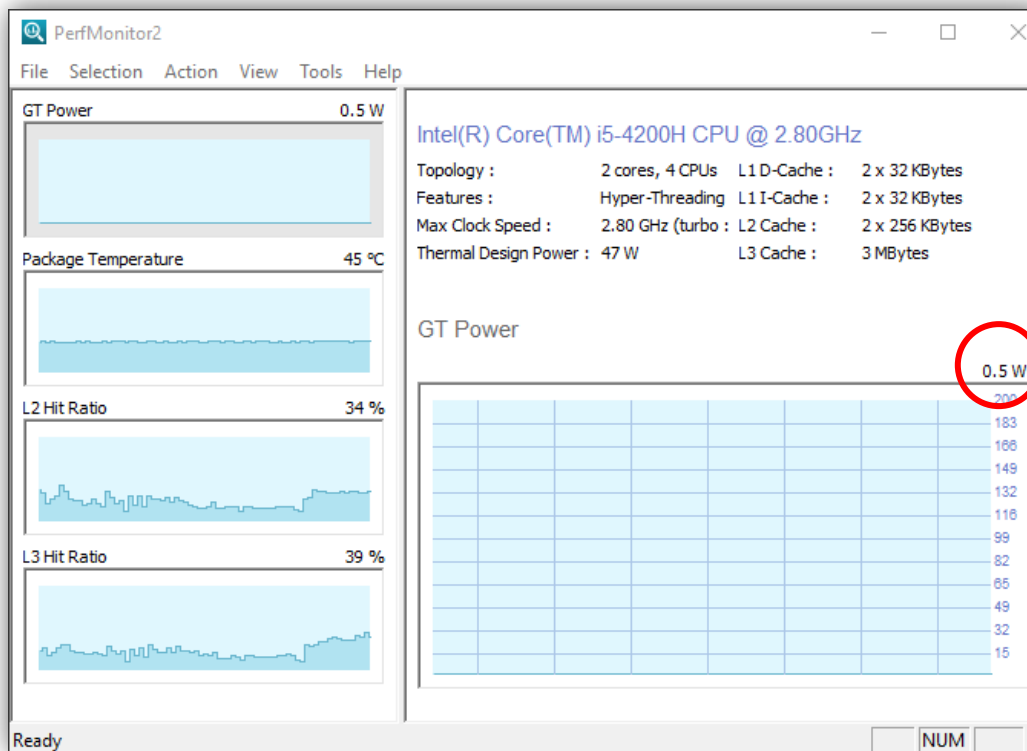 PerfMonitor2
File Selection Action View Tools Help
GT Power 0.5 W
Package Temperature 45 °C
L2 Hit Ratio 34 %
L3 Hit Ratio 39 %
Intel(R) Core(TM) i5-4200H CPU @ 2.80GHz
Topology : 2 cores, 4 CPUs L1 D-Cache : 2 x 32 KBytes
Features : Hyper-Threading L1 I-Cache : 2 x 32 KBytes
Max Clock Speed : 2.80 GHz (turbo : L2 Cache : 2 x 256 KBytes
Thermal Design Power : 47 W L3 Cache : 3 MBytes
GT Power
0.5 W
200
183
166
149
132
116
99
82
65
49
32
15
Ready NUM